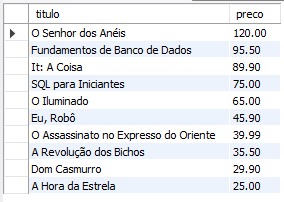 titulo preco
O Senhor dos Anéis 120.00
Fundamentos de Banco de Dados 95.50
It: A Coisa 89.90
SQL para Iniciantes 75.00
O Iluminado 65.00
Eu, Robô 45.90
O Assassinato no Expresso do Oriente 39.99
A Revolução dos Bichos 35.50
Dom Casmurro 29.90
A Hora da Estrela 25.00